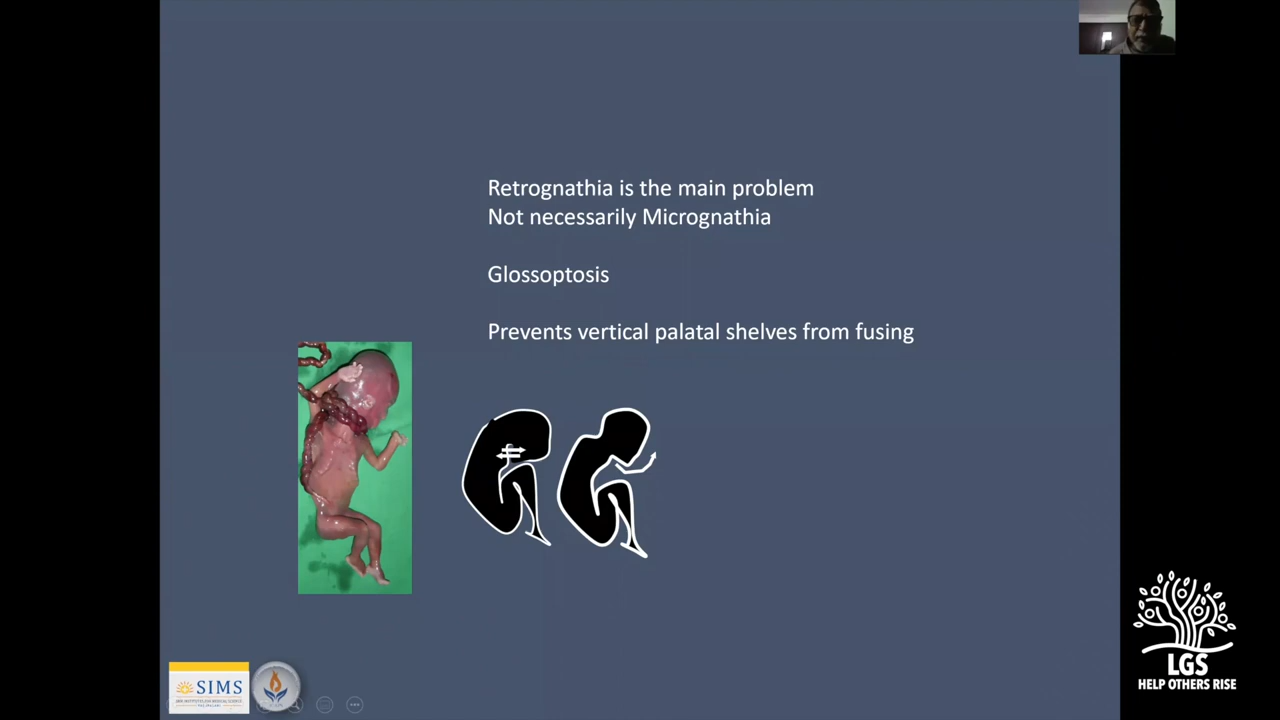 Retrognathia is the main problem
Not necessarily Micrognathia
Glossoptosis
Prevents vertical palatal shelves from fusing
SIMS
LGS
HELP OTHERS RISE